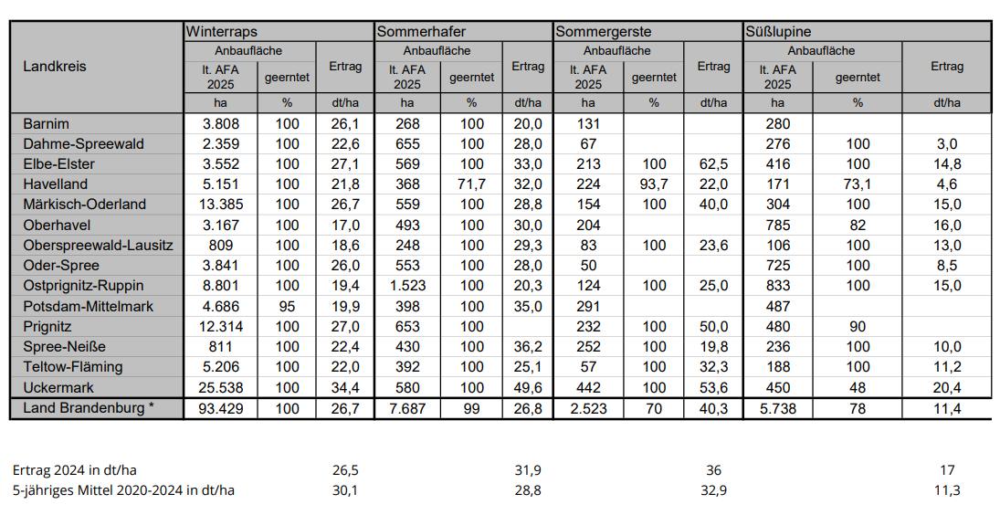 Landkreis Winterraps Sommerhafer Sommergerste Süßlupine
Anbaufläche Ertrag Anbaufläche Ertrag Anbaufläche Ertrag Anbaufläche Ertrag
lt. AFA 2025 geerntet lt. AFA 2025 geerntet lt. AFA 2025 geerntet lt. AFA 2025 geerntet
ha % dt/ha ha % dt/ha ha % dt/ha ha % dt/ha
Barnim 3.808 100 26,1 268 100 20,0 131 280
Dahme-Spreewald 2.359 100 22,6 655 100 28,0 67 276 100 3,0
Elbe-Elster 3.552 100 27,1 569 100 33,0 213 100 62,5 416 100 14,8
Havelland 5.151 100 21,8 368 71,7 32,0 224 93,7 22,0 171 73,1 4,6
Märkisch-Oderland 13.385 100 26,7 559 100 28,8 154 100 40,0 304 100 15,0
Oberhavel 3.167 100 17,0 493 100 30,0 204 785 82 16,0
Oberspreewald-Lausitz 809 100 18,6 248 100 29,3 83 100 23,6 106 100 13,0
Oder-Spree 3.841 100 26,0 553 100 28,0 50 725 100 8,5
Ostprignitz-Ruppin 8.801 100 19,4 1.523 100 20,3 124 100 25,0 833 100 15,0
Potsdam-Mittelmark 4.686 95 19,9 398 100 35,0 291 487
Prignitz 12.314 100 27,0 653 100 232 100 50,0 480 90
Spree-Neiße 811 100 22,4 430 100 36,2 252 100 19,8 236 100 10,0
Teltow-Fläming 5.206 100 22,0 392 100 25,1 57 100 32,3 188 100 11,2
Uckermark 25.538 100 34,4 580 100 49,6 442 100 53,6 450 48 20,4
Land Brandenburg * 93.429 100 26,7 7.687 99 26,8 2.523 70 40,3 5.738 78 11,4
Ertrag 2024 in dt/ha 26,5 31,9 36 17
5-jähriges Mittel 2020-2024 in dt/ha 30,1 28,8 32,9 11,3